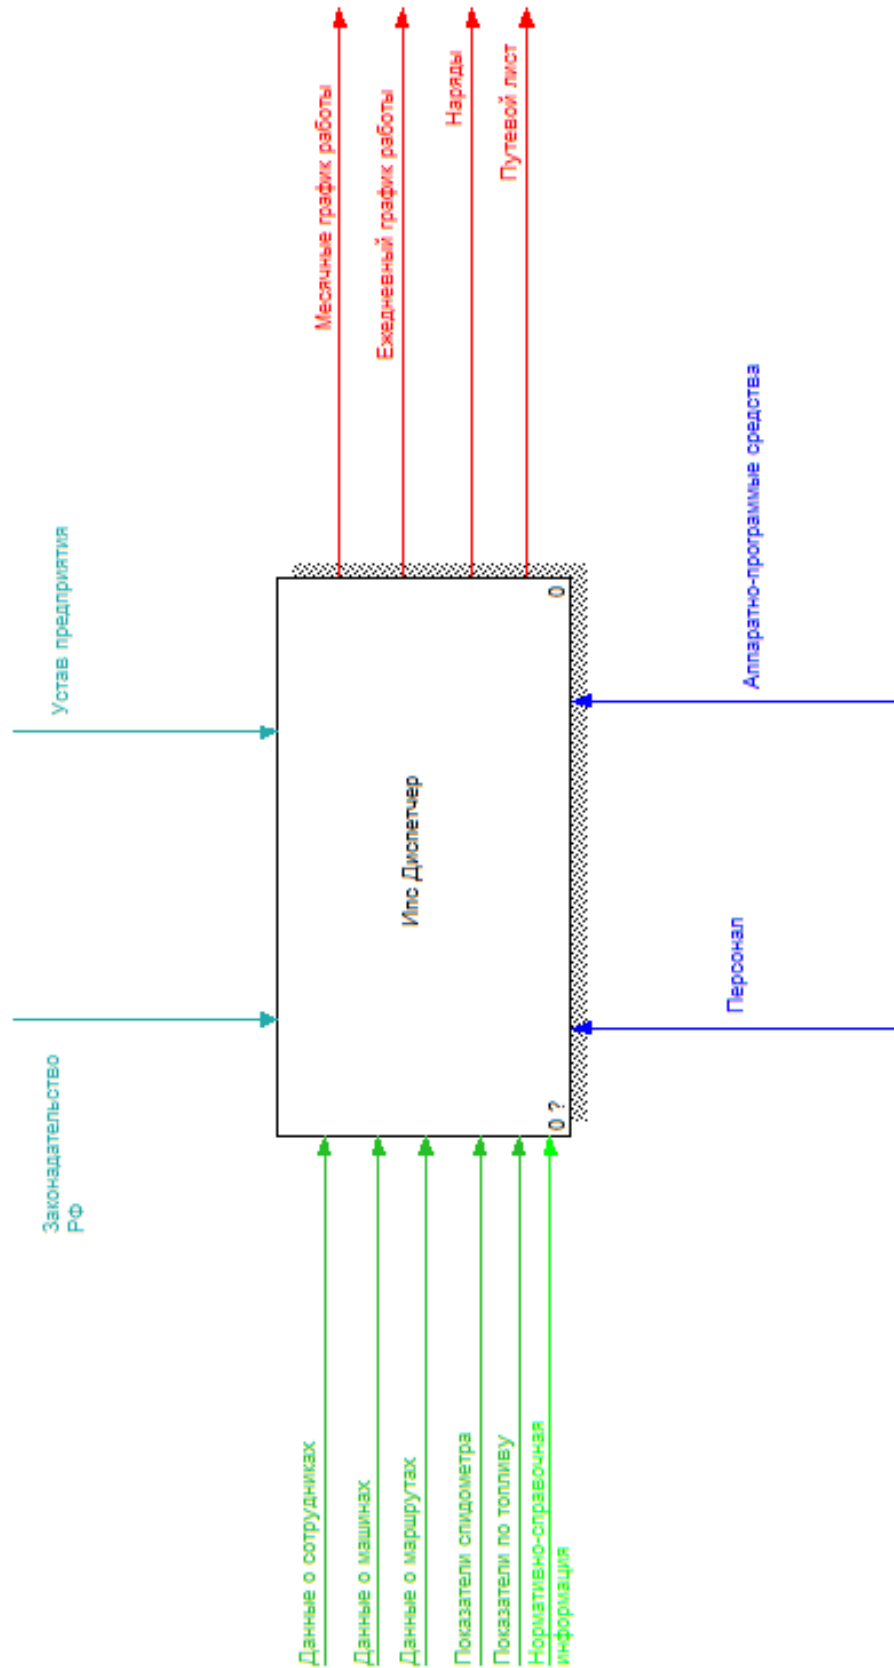 Законадательство
РФ
Устав предприятия
Данные о сотрудниках
Данные о машинах
Данные о маршрутах
Показатели спидометра
Показатели по топливу
Нормативно-справочная
информация
Ипс Диспетчер
0 ?
0
Месячные график работы
Ежедневный график работы
Наряды
Путевой лист
Персонал
Аппаратно-программые средства